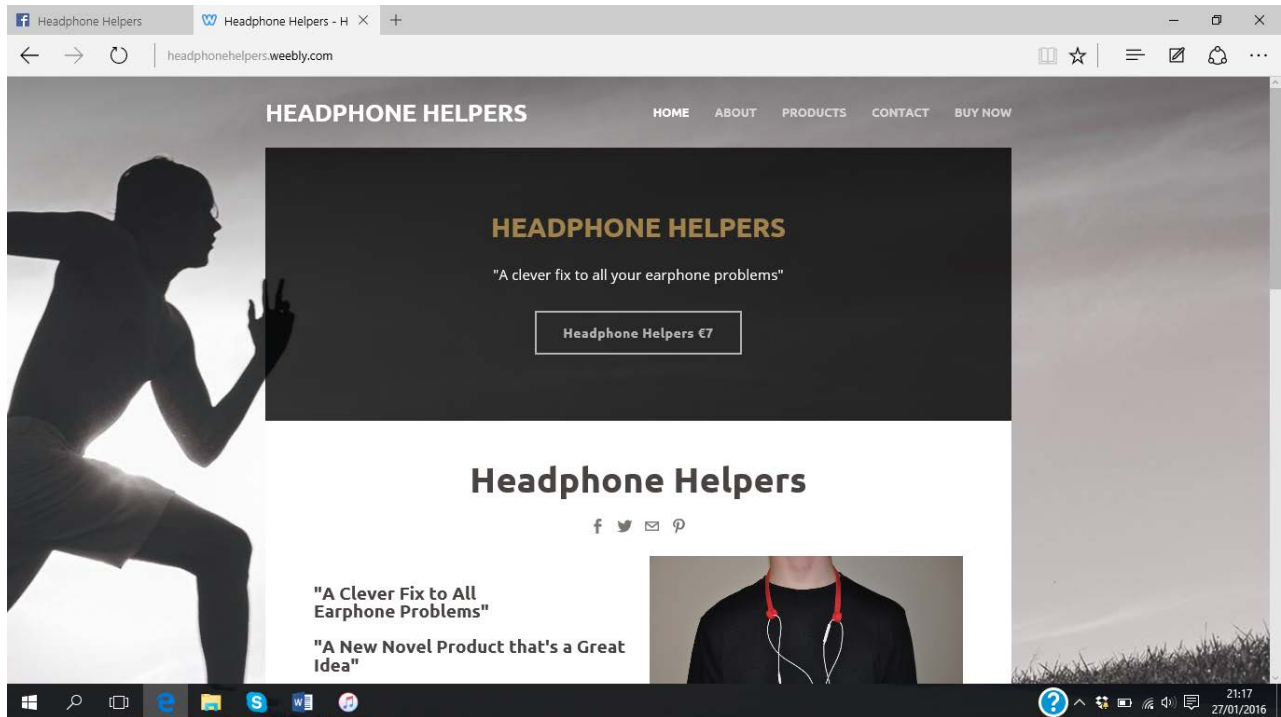 Headphone Helpers
Headphone Helpers - H
headphonehelpers.weebly.com
HEADPHONE HELPERS
HOME ABOUT PRODUCTS CONTACT BUY NOW
HEADPHONE HELPERS
"A clever fix to all your earphone problems"
Headphone Helpers €7
Headphone Helpers
"A Clever Fix to All
Earphone Problems"
"A New Novel Product that's a Great
Idea"
21:17
27/01/2016